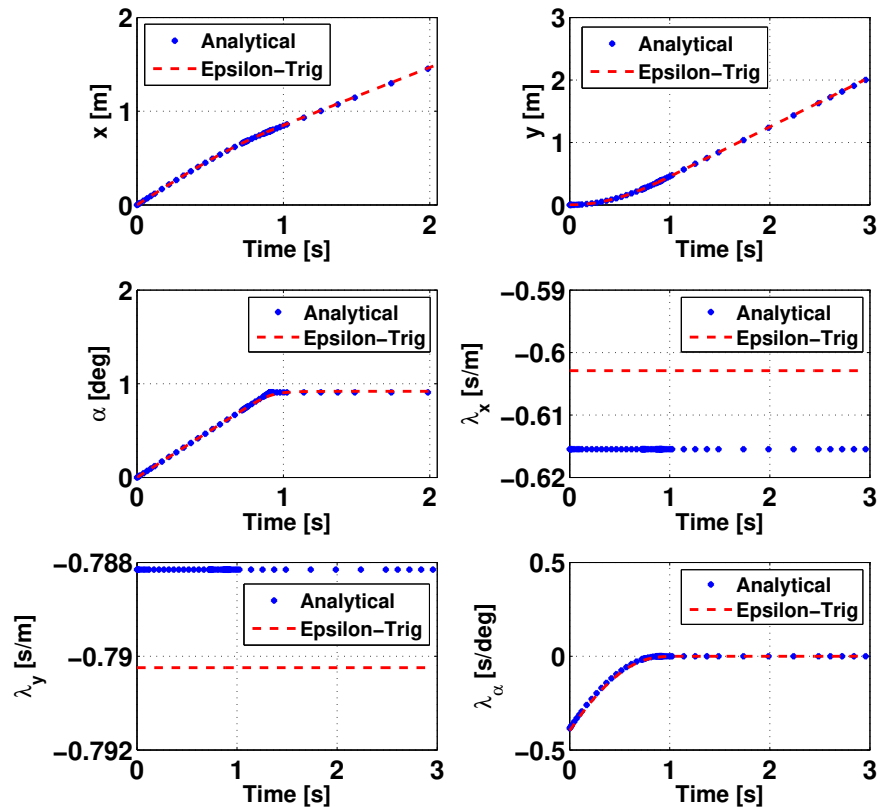 2
1
0
x [m]
Analytical
Epsilon−Trig
0 1 2
Time [s]
3
2
1
0
y [m]
Analytical
Epsilon−Trig
0 1 2 3
Time [s]
2
1
0
α [deg]
Analytical
Epsilon−Trig
0 1 2
Time [s]
−0.59
−0.6
−0.61
−0.62
λx [s/m]
Analytical
Epsilon−Trig
0 1 2 3
Time [s]
−0.788
−0.79
−0.792
λy [s/m]
Analytical
Epsilon−Trig
0 1 2 3
Time [s]
0.5
0
−0.5
λα [s/deg]
Analytical
Epsilon−Trig
0 1 2 3
Time [s]